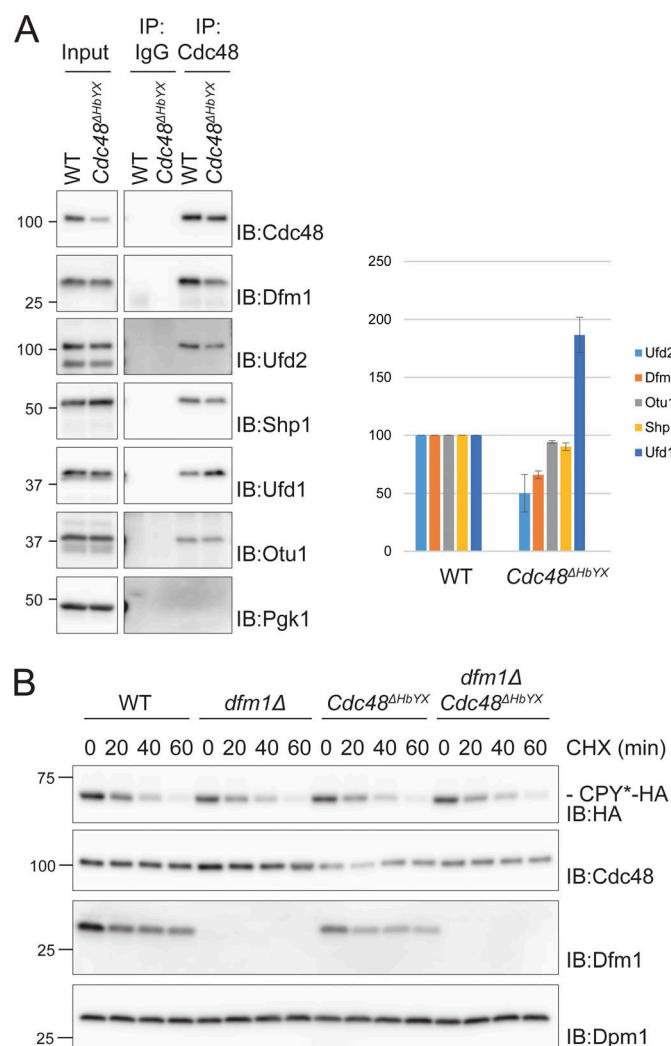 A
Input
IP:
IgG
IP:
Cdc48
WT
Cdc48ΔHbYX
WT
Cdc48ΔHbYX
WT
Cdc48ΔHbYX
100
IB:Cdc48
25
IB:Dfm1
100
IB:Ufd2
50
IB:Shp1
37
IB:Ufd1
37
IB:Otu1
50
IB:Pgk1
250
200
150
100
50
0
WT
Cdc48ΔHbYX
Ufd2
Dfm
Otu1
Shp
Ufd1
B
WT
dfm1Δ
Cdc48ΔHbYX
dfm1Δ
Cdc48ΔHbYX
0 20 40 60 0 20 40 60 0 20 40 60 0 20 40 60 CHX (min)
75
- CPY*-HA
IB:HA
100
IB:Cdc48
25
IB:Dfm1
25
IB:Dpm1